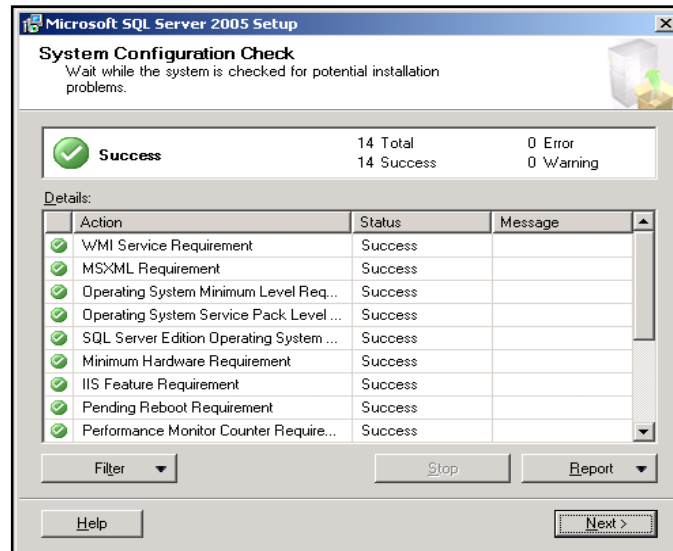 Microsoft SQL Server 2005 Setup
System Configuration Check
Wait while the system is checked for potential installation
problems.
Success 14 Total 0 Error
14 Success 0 Warning
Details:
Action Status Message
WMI Service Requirement Success
MSXML Requirement Success
Operating System Minimum Level Req... Success
Operating System Service Pack Level ... Success
SQL Server Edition Operating System ... Success
Minimum Hardware Requirement Success
IIS Feature Requirement Success
Pending Reboot Requirement Success
Performance Monitor Counter Require... Success
Filter Stop Report
Help Next >